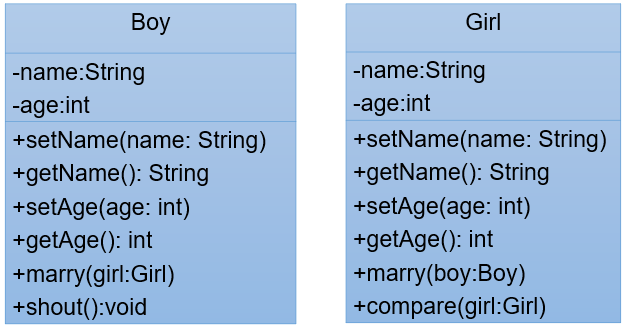 Boy
-name:String
-age:int
+setName(name: String)
+getName(): String
+setAge(age: int)
+getAge(): int
+marry(girl:Girl)
+shout():void
Girl
-name:String
-age:int
+setName(name: String)
+getName(): String
+setAge(age: int)
+getAge(): int
+marry(boy:Boy)
+compare(girl:Girl)